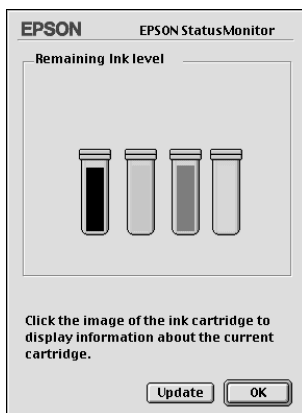 EPSON EPSON StatusMonitor
Remaining Ink level
Click the image of the ink cartridge to
display information about the current
cartridge.
Update OK